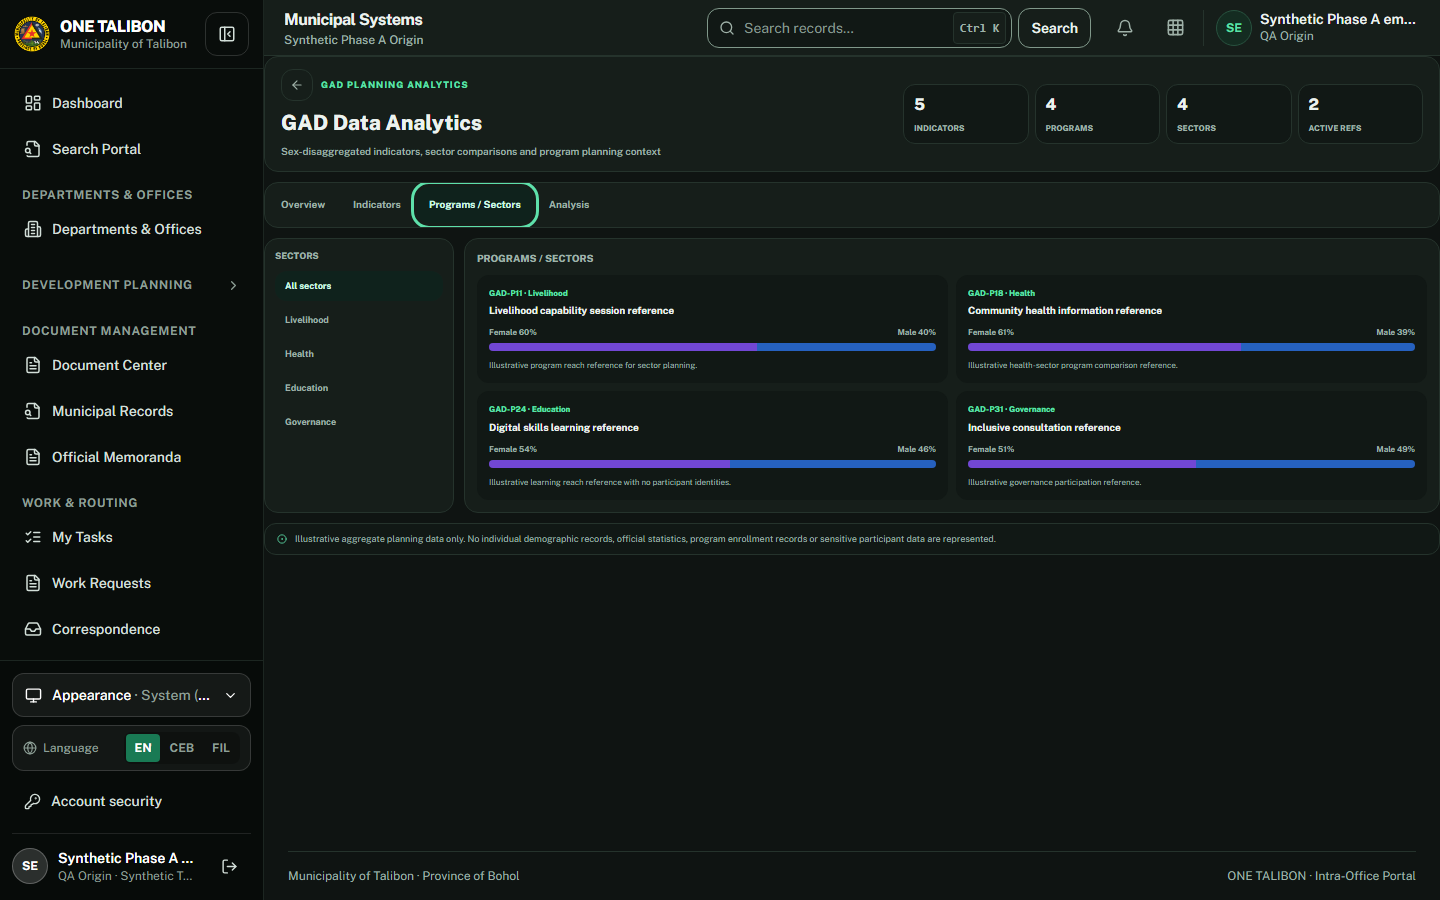 ONE TALIBON
Municipality of Talibon
Dashboard
Search Portal
DEPARTMENTS & OFFICES
Departments & Offices
DEVELOPMENT PLANNING
DOCUMENT MANAGEMENT
Document Center
Municipal Records
Official Memoranda
WORK & ROUTING
My Tasks
Work Requests
Correspondence
Appearance · System (...
Language EN CEB FIL
Account security
SE Synthetic Phase A ...
QA Origin · Synthetic T...
Municipal Systems
Synthetic Phase A Origin
Search records... Ctrl K Search
SE Synthetic Phase A em...
QA Origin
GAD PLANNING ANALYTICS
GAD Data Analytics
Sex-disaggregated indicators, sector comparisons and program planning context
5 INDICATORS
4 PROGRAMS
4 SECTORS
2 ACTIVE REFS
Overview Indicators Programs / Sectors Analysis
SECTORS
All sectors
Livelihood
Health
Education
Governance
PROGRAMS / SECTORS
GAD-P11 · Livelihood
Livelihood capability session reference
Female 60% Male 40%
Illustrative program reach reference for sector planning.
GAD-P18 · Health
Community health information reference
Female 61% Male 39%
Illustrative health-sector program comparison reference.
GAD-P24 · Education
Digital skills learning reference
Female 54% Male 46%
Illustrative learning reach reference with no participant identities.
GAD-P31 · Governance
Inclusive consultation reference
Female 51% Male 49%
Illustrative governance participation reference.
Illustrative aggregate planning data only. No individual demographic records, official statistics, program enrollment records or sensitive participant data are represented.
Municipality of Talibon · Province of Bohol
ONE TALIBON · Intra-Office Portal